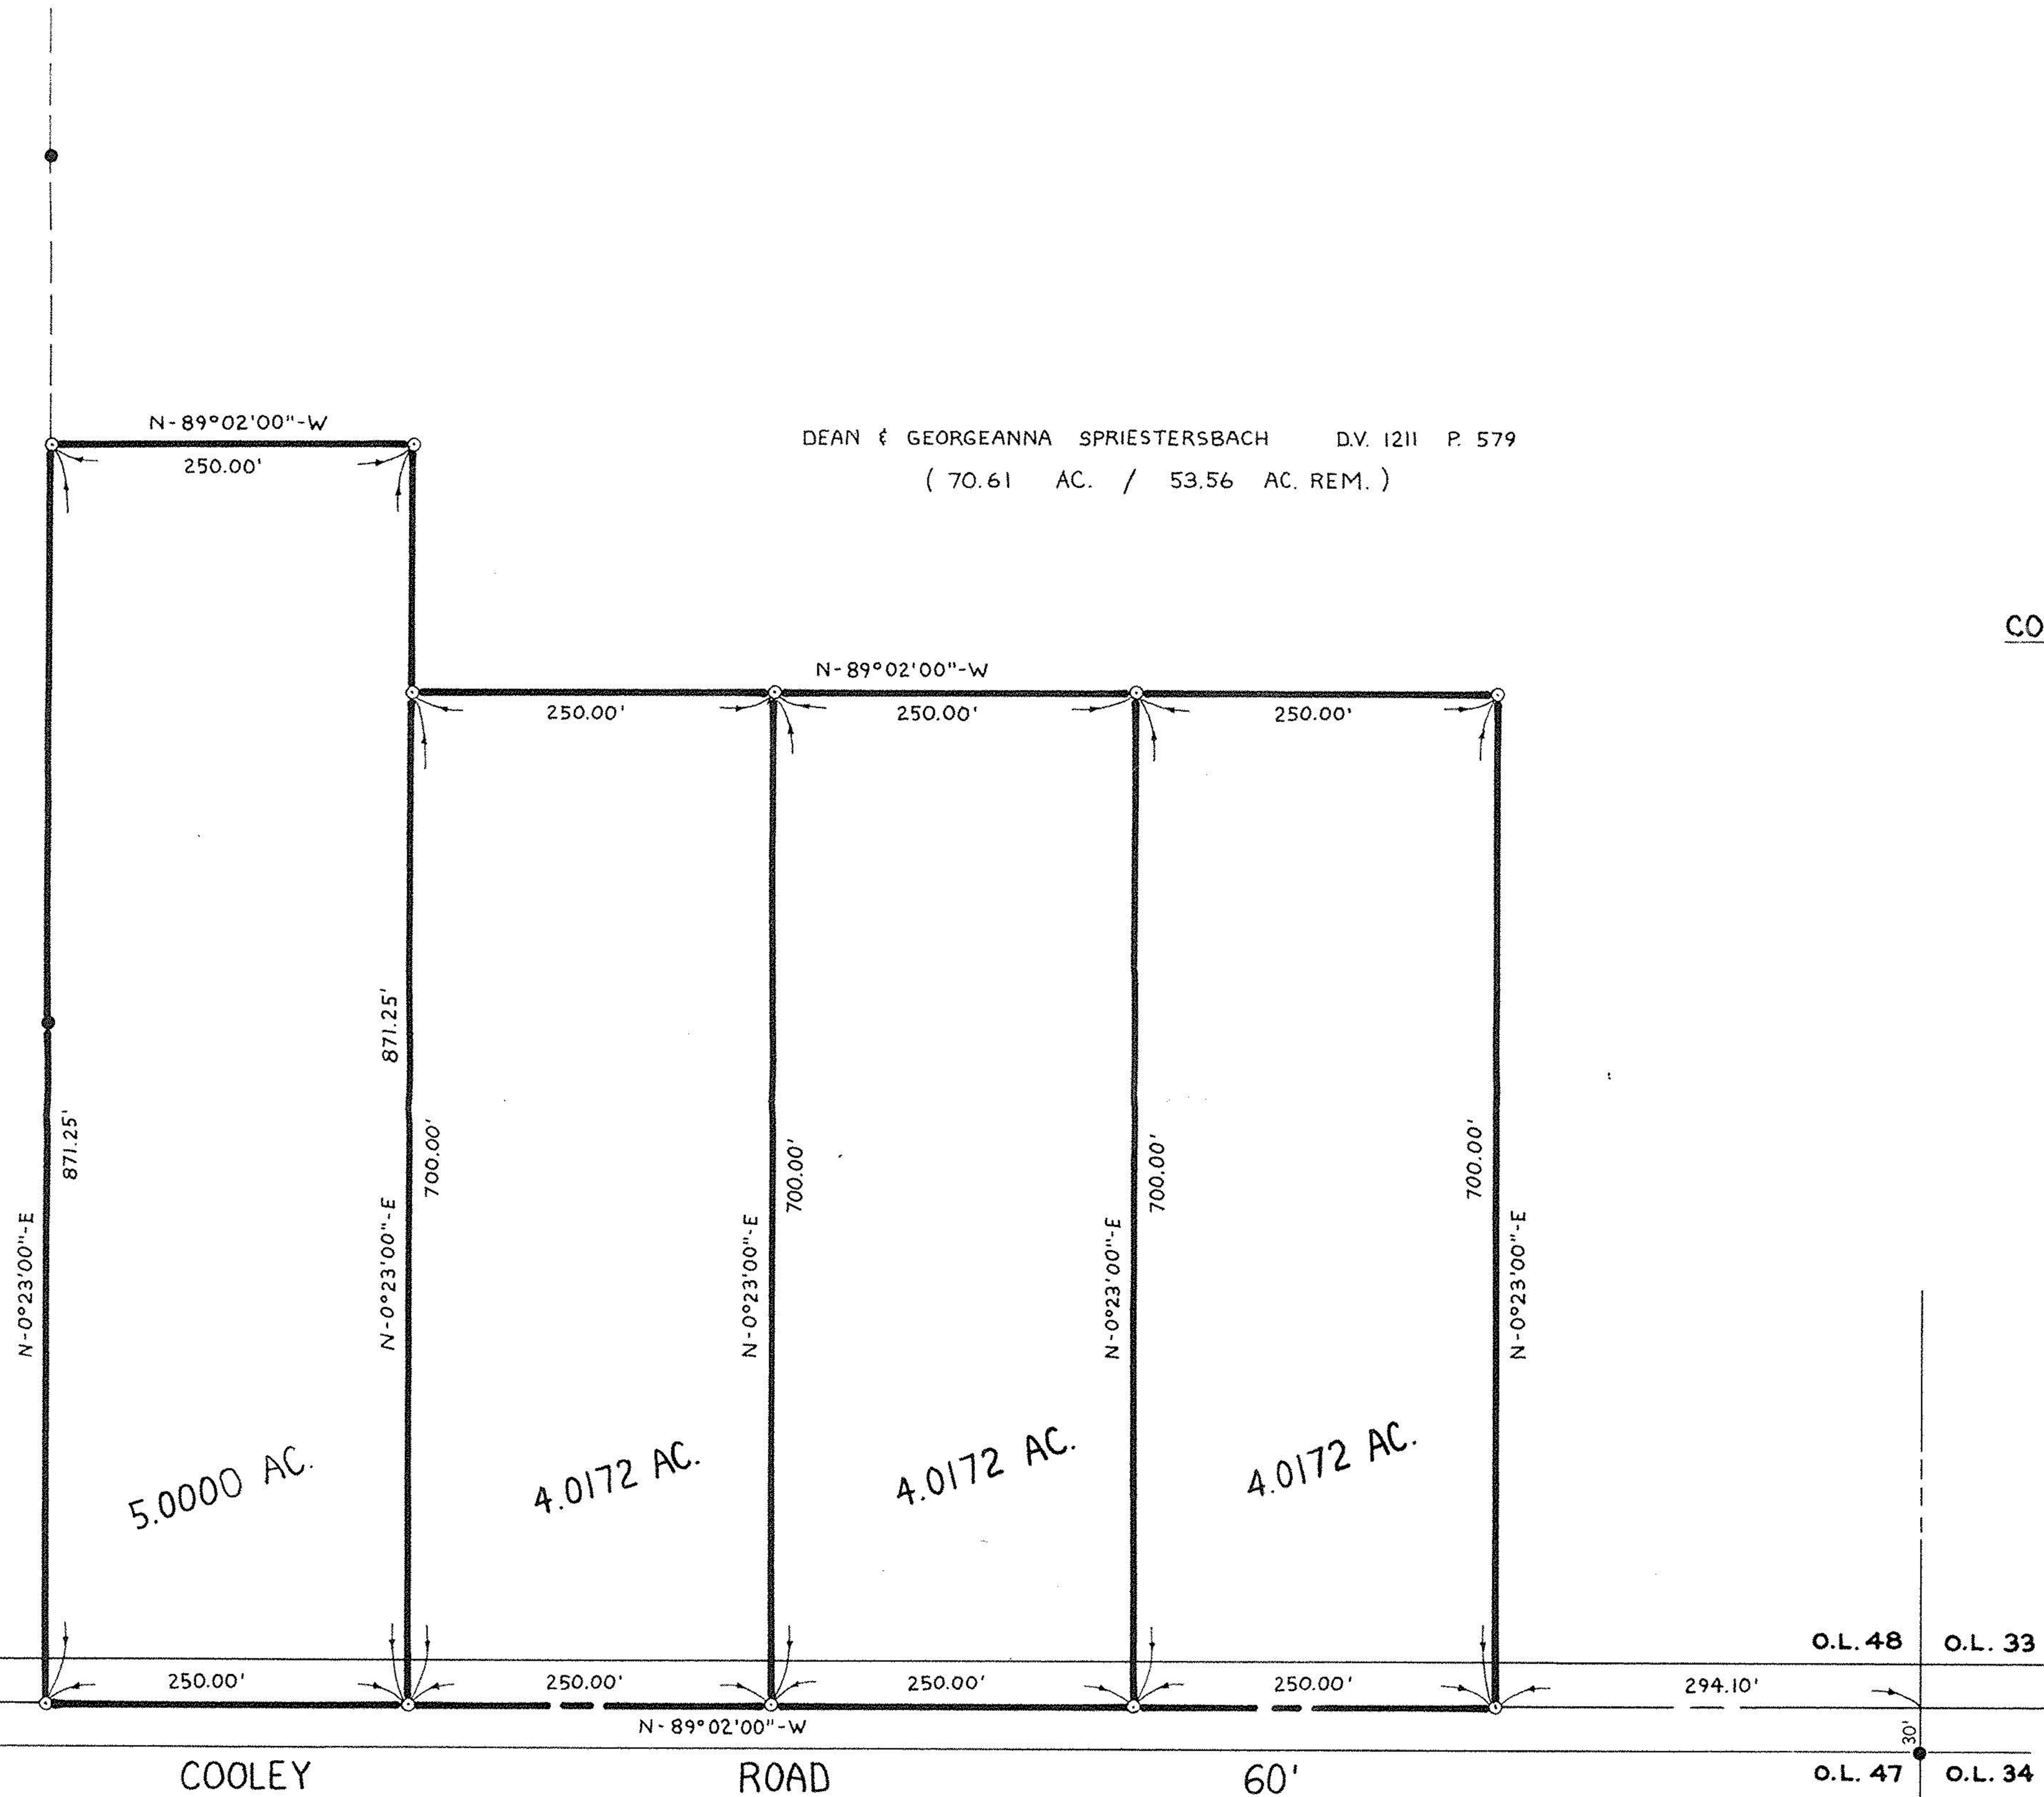 N-89°02'00"-W
250.00'
DEAN & GEORGEANNA SPRIESTERSBACH D.V. 1211 P. 579
( 70.61 AC. / 53.56 AC. REM. )
CO
N-89°02'00"-W
250.00'
250.00'
250.00'
871.25'
871.25'
700.00'
700.00'
700.00'
700.00'
N-0°23'00"-E
N-0°23'00"-E
N-0°23'00"-E
N-0°23'00"-E
N-0°23'00"-E
5.0000 AC.
4.0172 AC.
4.0172 AC.
4.0172 AC.
O.L. 48 O.L. 33
250.00'
250.00'
250.00'
250.00'
294.10'
N-89°02'00"-W
30'
COOLEY ROAD 60'
O.L. 47 O.L. 34